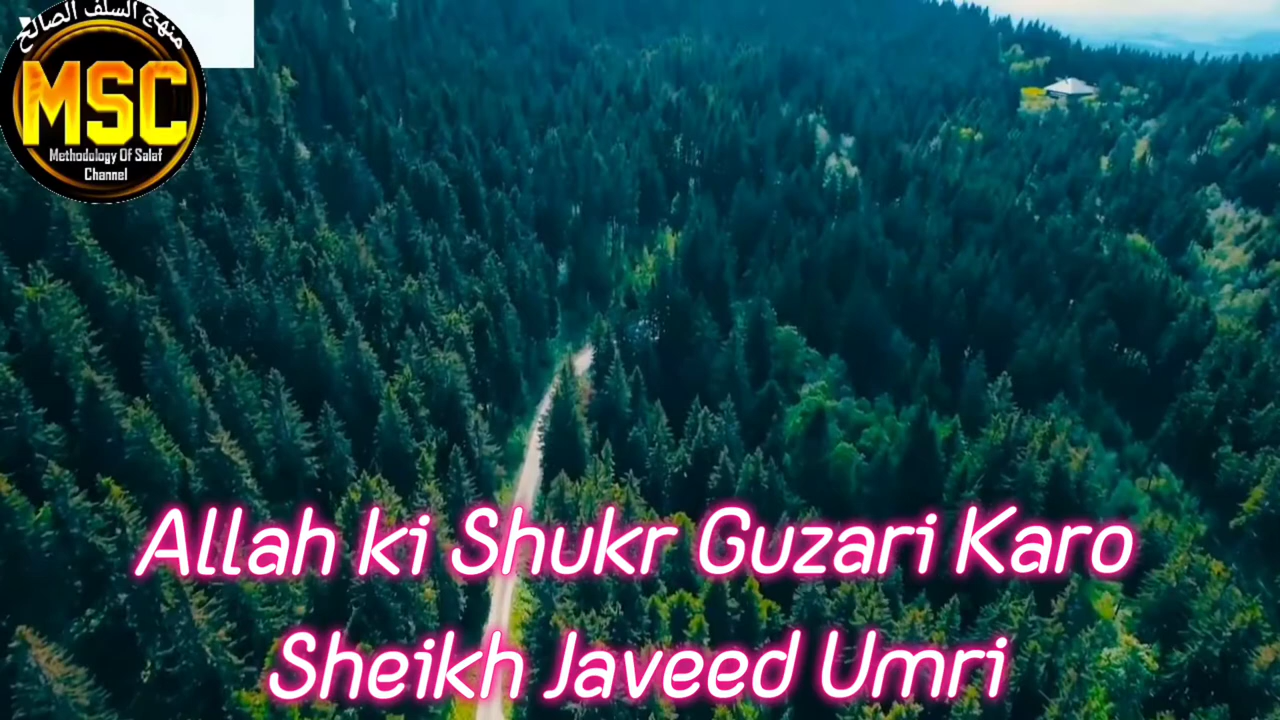 منهج السلف الصالح
MSC
Methodology Of Salaf
Channel
Allah ki Shukr Guzari Karo
Sheikh Javeed Umri